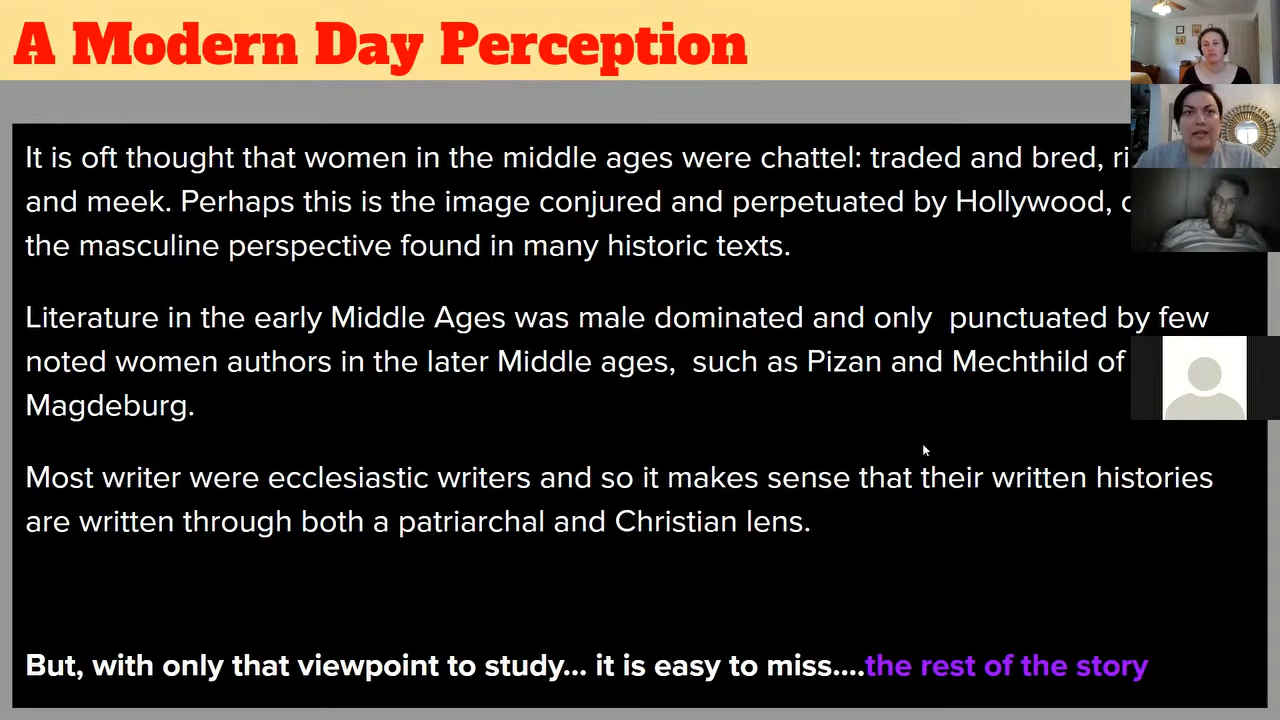 A Modern Day Perception
It is oft thought that women in the middle ages were chattel: traded and bred,
and meek. Perhaps this is the image conjured and perpetuated by Hollywood,
the masculine perspective found in many historic texts.
Literature in the early Middle Ages was male dominated and only punctuated by few
noted women authors in the later Middle ages, such as Pizan and Mechthild of
Magdeburg.
Most writer were ecclesiastic writers and so it makes sense that their written histories
are written through both a patriarchal and Christian lens.
But, with only that viewpoint to study... it is easy to miss....the rest of the story